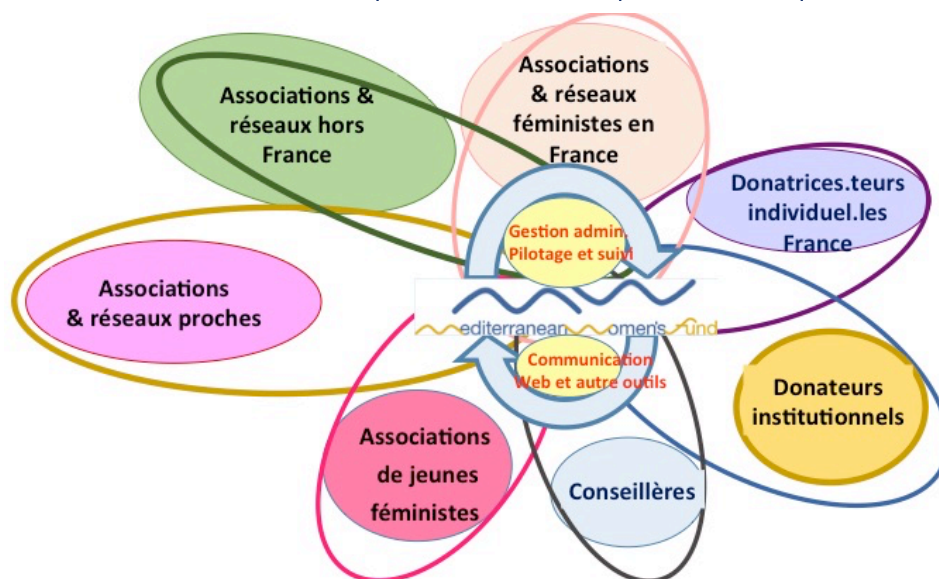 Associations &
réseaux hors
France
Associations
& réseaux
féministes en
France
Donatrices.teurs
individuel.les
France
Gestion admin.
Pilotage et suivi
Associations
& réseaux proches
editerranean omen's und
Communication
Web et autre outils
Donateurs
institutionnels
Associations
de jeunes
féministes
Conseillères